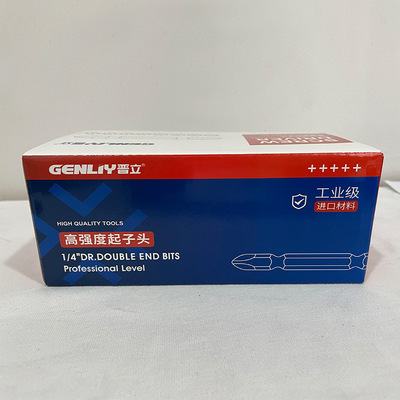 GENLIY晋立®
+++++
工业级
进口材料
HIGH QUALITY TOOLS
高强度起子头
1/4"DR.DOUBLE END BITS
Professional Level